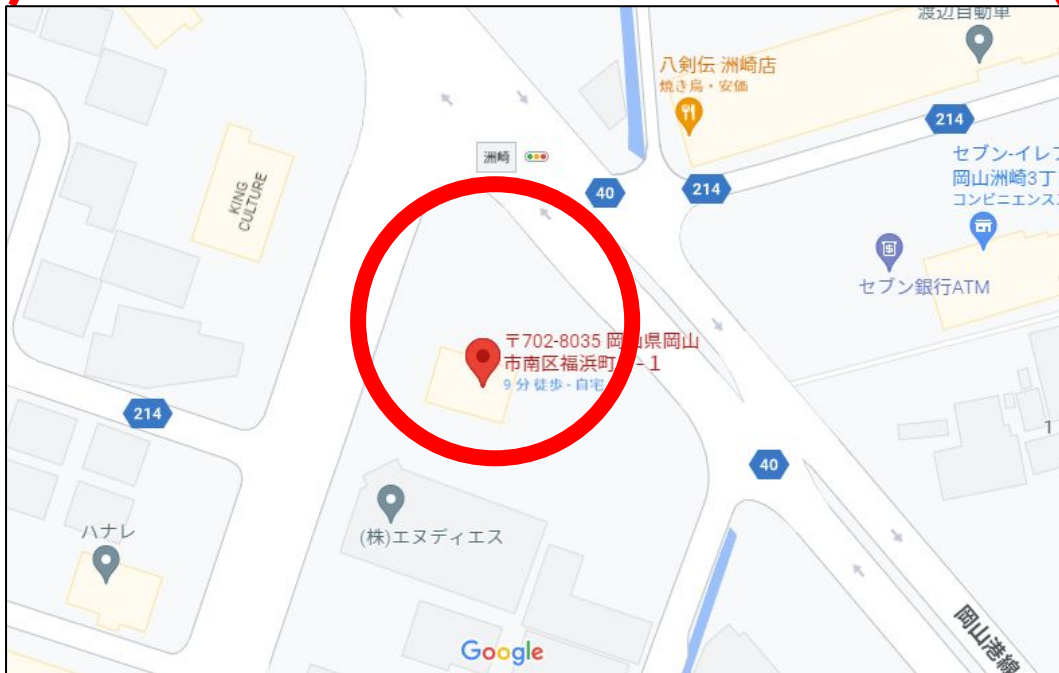 渡辺自動車
八剣伝 洲崎店
焼き鳥・安価
214
洲崎
セブン-イレブ
岡山洲崎3丁
コンビニエンスス
KING
CULTURE
40
214
セブン銀行ATM
〒702-8035 岡山県岡山
市南区福浜町 -1
9 分 徒歩 - 自宅
214
1
40
ハナレ
(株)エヌディエス
岡山港線
Google